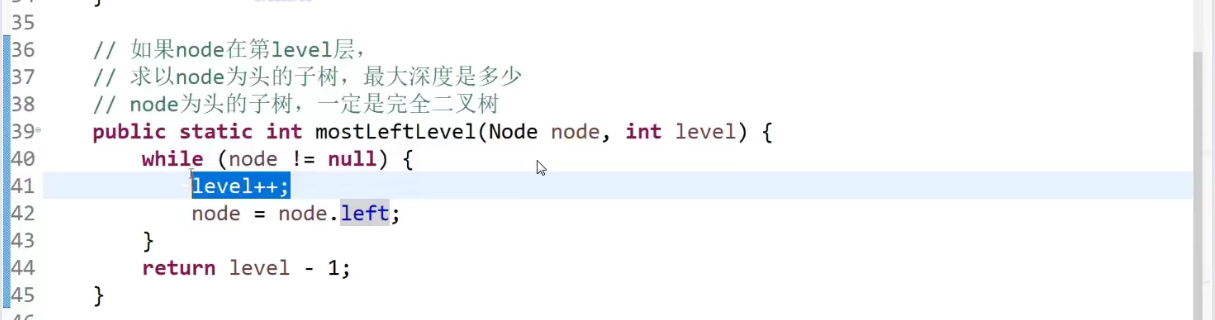 35
36 // 如果node在第level层，
37 // 求以node为头的子树，最大深度是多少
38 // node为头的子树，一定是完全二叉树
39 public static int mostLeftLevel(Node node, int level) {
40 while (node != null) {
41 level++;
42 node = node.left;
43 }
44 return level - 1;
45 }